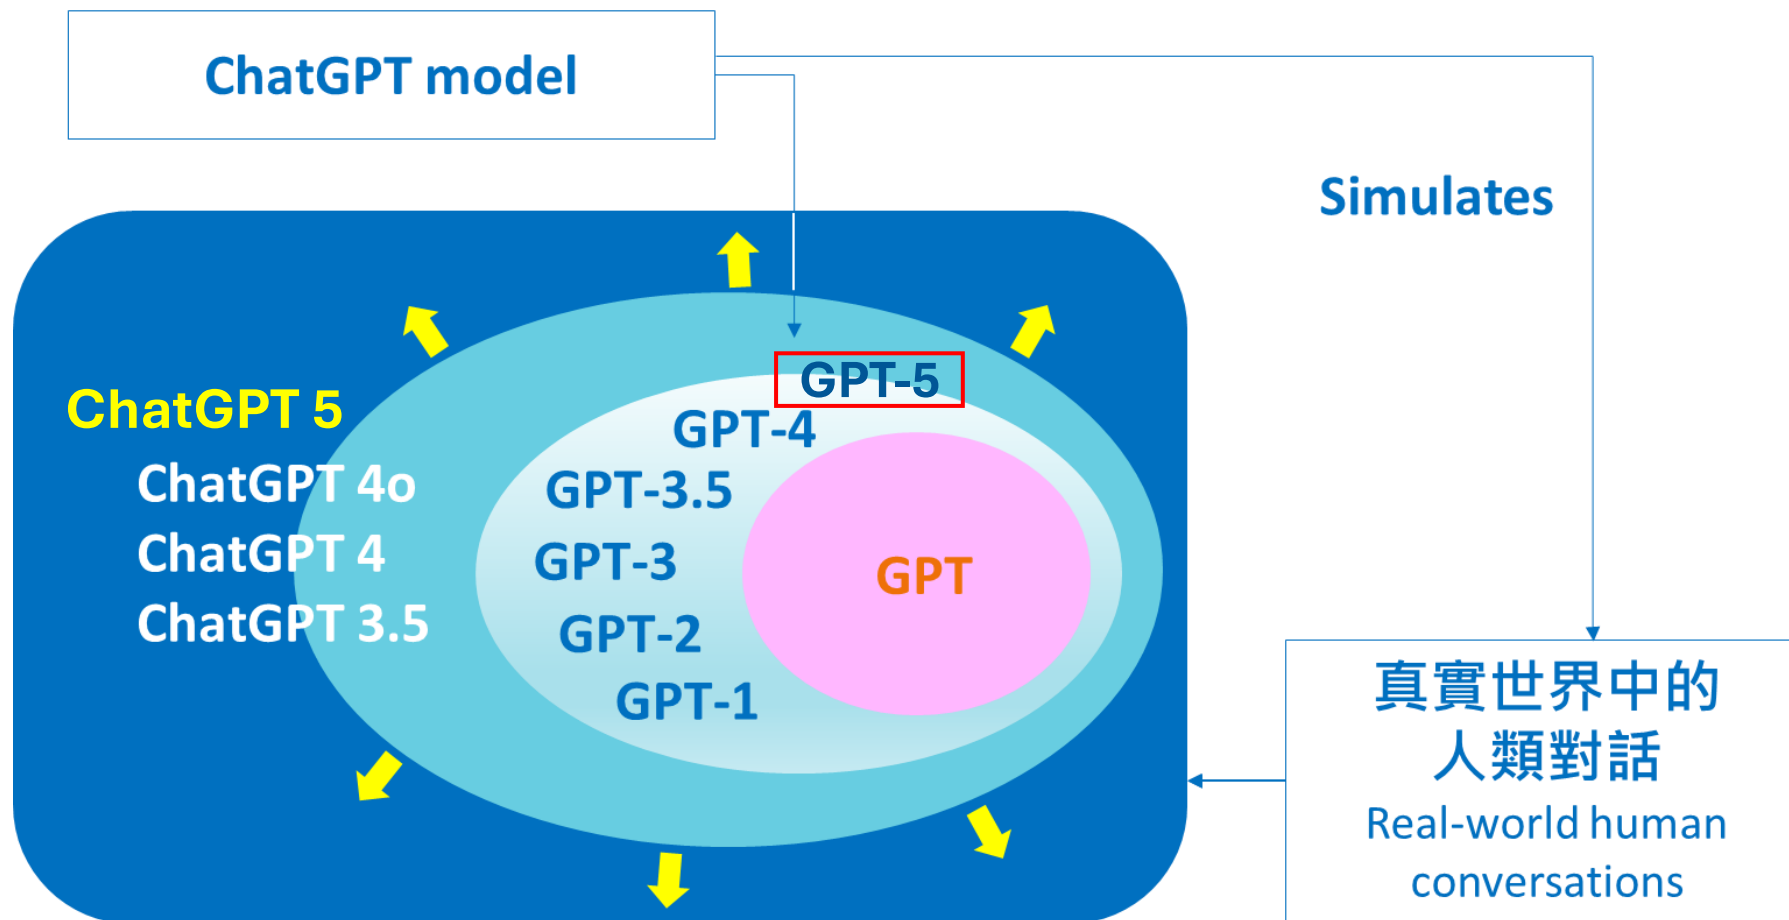 ChatGPT model
Simulates
GPT-5
ChatGPT 5
GPT-4
ChatGPT 4o
GPT-3.5
ChatGPT 4
GPT-3
GPT
ChatGPT 3.5
GPT-2
GPT-1
真實世界中的
人類對話
Real-world human
conversations